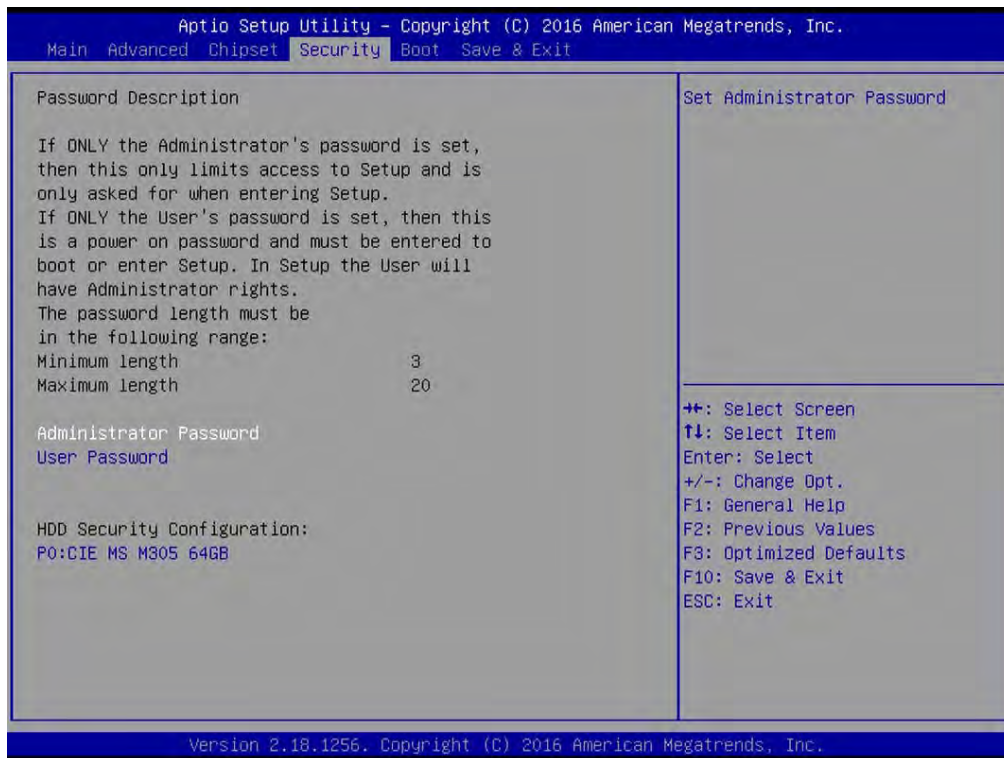 Aptio Setup Utility – Copyright (C) 2016 American Megatrends, Inc.
Main Advanced Chipset Security Boot Save & Exit
Password Description
If ONLY the Administrator's password is set,
then this only limits access to Setup and is
only asked for when entering Setup.
If ONLY the User's password is set, then this
is a power on password and must be entered to
boot or enter Setup. In Setup the User will
have Administrator rights.
The password length must be
in the following range:
Minimum length 3
Maximum length 20
Administrator Password
User Password
HDD Security Configuration:
P0:CIE MS M305 64GB
Set Administrator Password
→←: Select Screen
↑↓: Select Item
Enter: Select
+/-: Change Opt.
F1: General Help
F2: Previous Values
F3: Optimized Defaults
F10: Save & Exit
ESC: Exit
Version 2.18.1256. Copyright (C) 2016 American Megatrends, Inc.